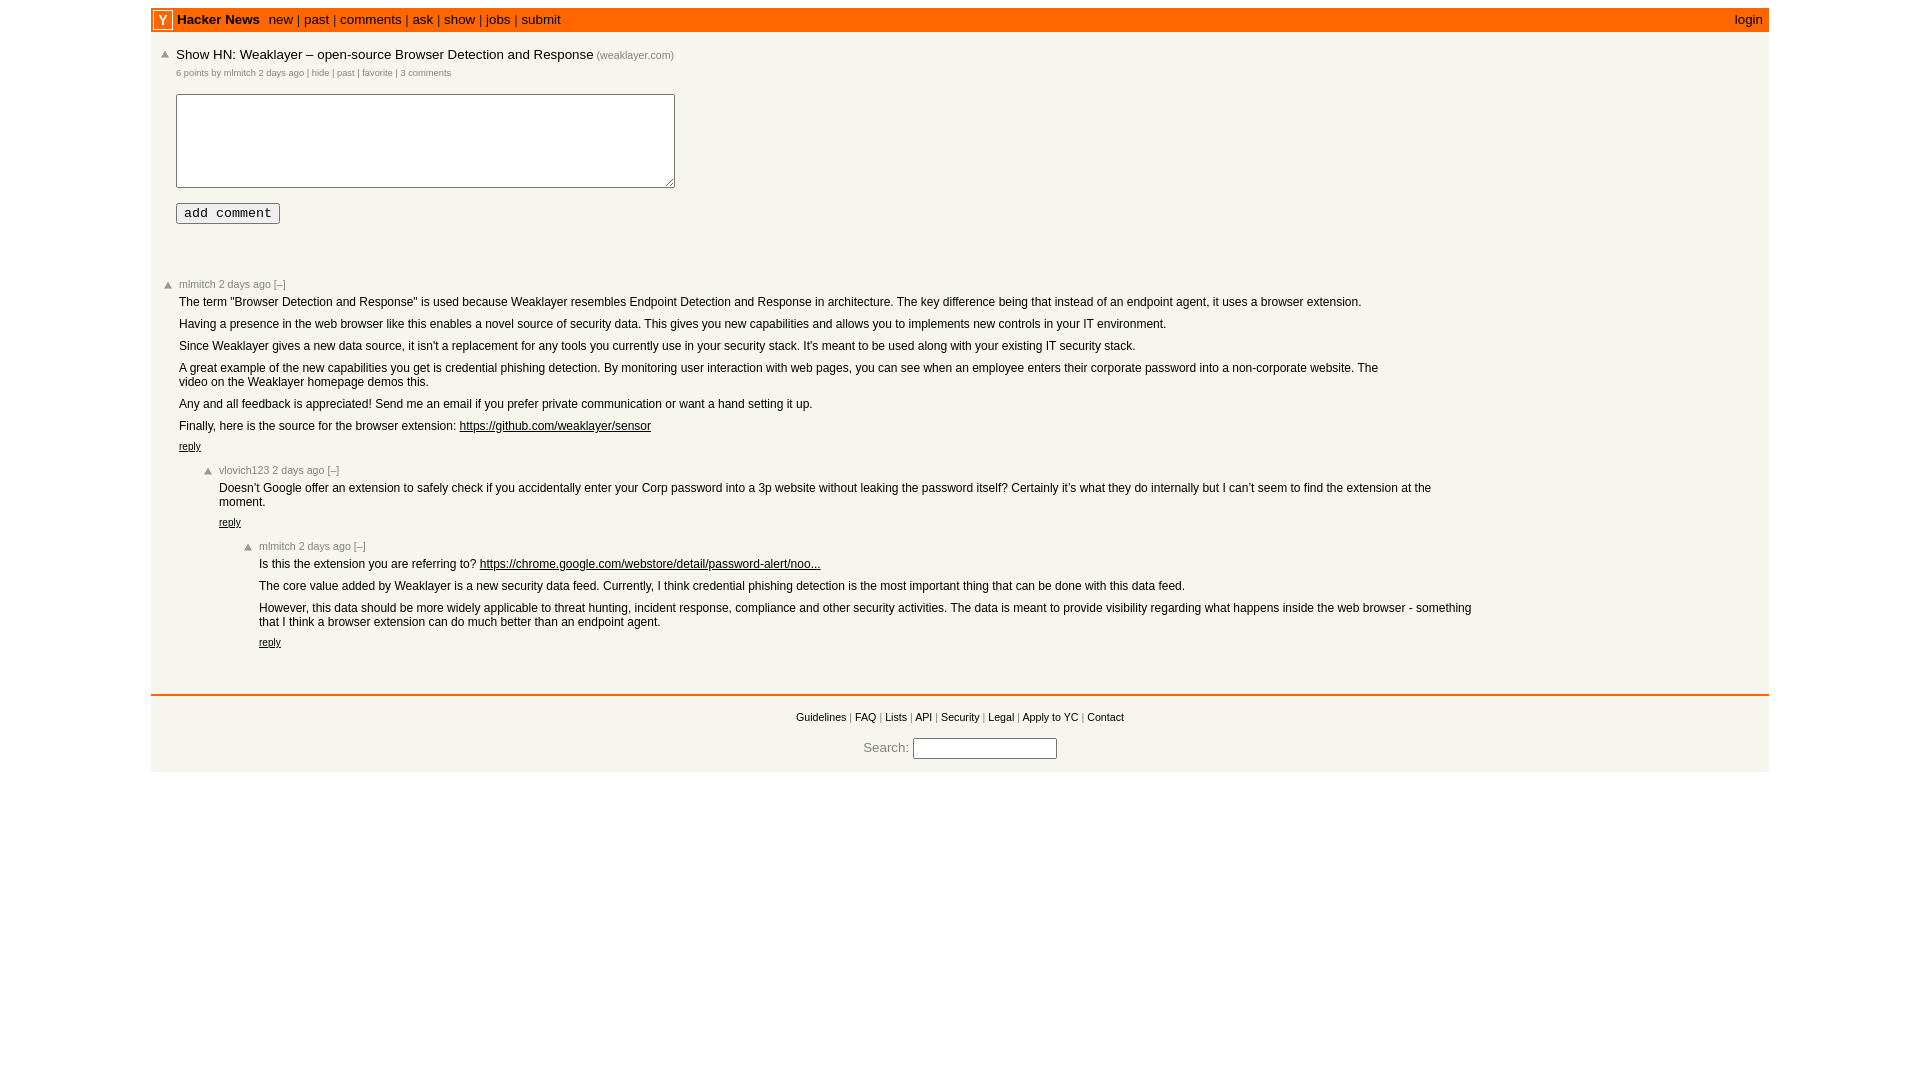 Y Hacker News new | past | comments | ask | show | jobs | submit login
Show HN: Weaklayer – open-source Browser Detection and Response (weaklayer.com)
6 points by mlmitch 2 days ago | hide | past | favorite | 3 comments
add comment
mlmitch 2 days ago [–]
The term "Browser Detection and Response" is used because Weaklayer resembles Endpoint Detection and Response in architecture. The key difference being that instead of an endpoint agent, it uses a browser extension.
Having a presence in the web browser like this enables a novel source of security data. This gives you new capabilities and allows you to implements new controls in your IT environment.
Since Weaklayer gives a new data source, it isn't a replacement for any tools you currently use in your security stack. It's meant to be used along with your existing IT security stack.
A great example of the new capabilities you get is credential phishing detection. By monitoring user interaction with web pages, you can see when an employee enters their corporate password into a non-corporate website. The
video on the Weaklayer homepage demos this.
Any and all feedback is appreciated! Send me an email if you prefer private communication or want a hand setting it up.
Finally, here is the source for the browser extension: https://github.com/weaklayer/sensor
reply
vlovich123 2 days ago [–]
Doesn’t Google offer an extension to safely check if you accidentally enter your Corp password into a 3p website without leaking the password itself? Certainly it’s what they do internally but I can’t seem to find the extension at the
moment.
reply
mlmitch 2 days ago [–]
Is this the extension you are referring to? https://chrome.google.com/webstore/detail/password-alert/noo...
The core value added by Weaklayer is a new security data feed. Currently, I think credential phishing detection is the most important thing that can be done with this data feed.
However, this data should be more widely applicable to threat hunting, incident response, compliance and other security activities. The data is meant to provide visibility regarding what happens inside the web browser - something
that I think a browser extension can do much better than an endpoint agent.
reply
Guidelines | FAQ | Lists | API | Security | Legal | Apply to YC | Contact
Search: